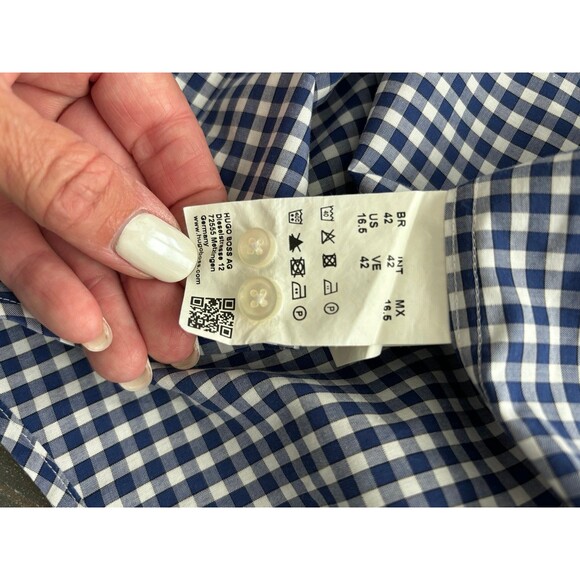 BR INT MX
42 42 16.5
US VE
16.5 42
40
P
P
HUGO BOSS AG
Dieselstrasse 12
72555 Metzingen
Germany
www.hugoboss.com